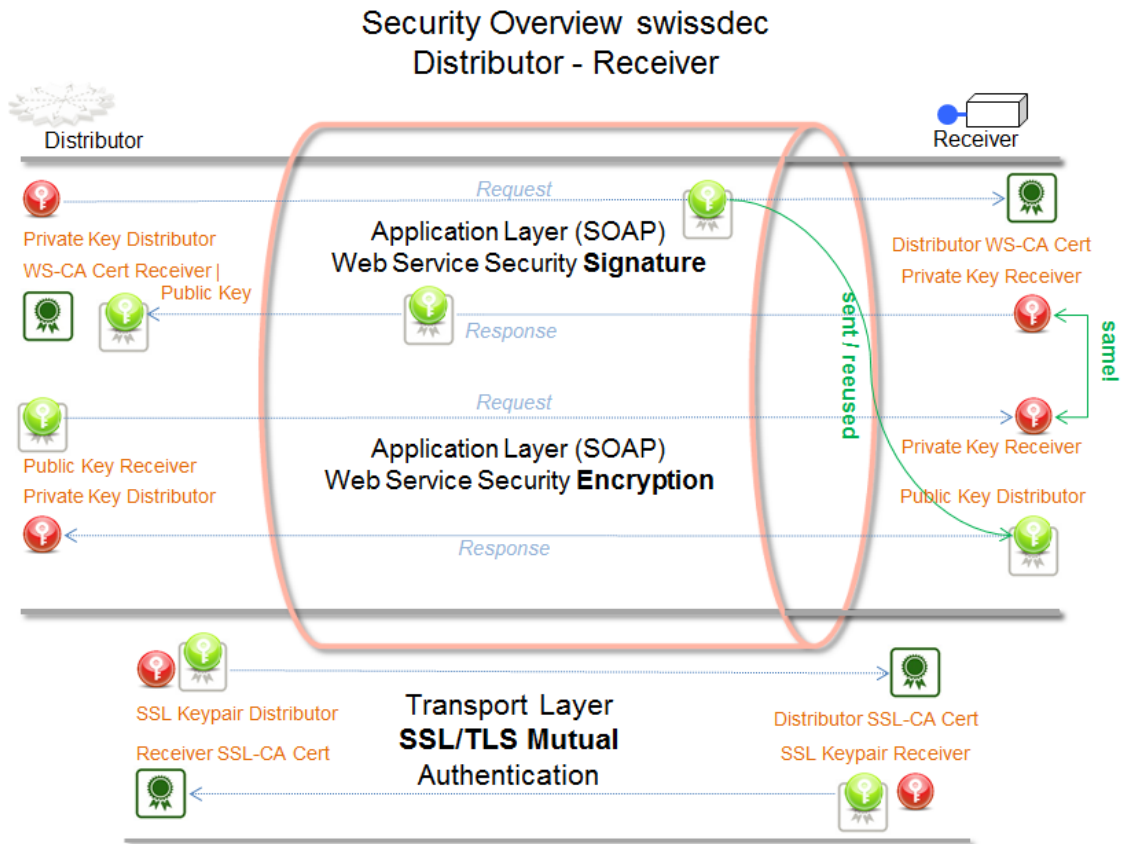 Security Overview swissdec
Distributor - Receiver
Distributor
Receiver
Request
Private Key Distributor
Application Layer (SOAP)
Web Service Security Signature
Distributor WS-CA Cert
WS-CA Cert Receiver |
Public Key
Private Key Receiver
Response
sent / reeused
same!
Request
Application Layer (SOAP)
Web Service Security Encryption
Private Key Receiver
Public Key Receiver
Private Key Distributor
Public Key Distributor
Response
SSL Keypair Distributor
Transport Layer
SSL/TLS Mutual
Authentication
Distributor SSL-CA Cert
Receiver SSL-CA Cert
SSL Keypair Receiver